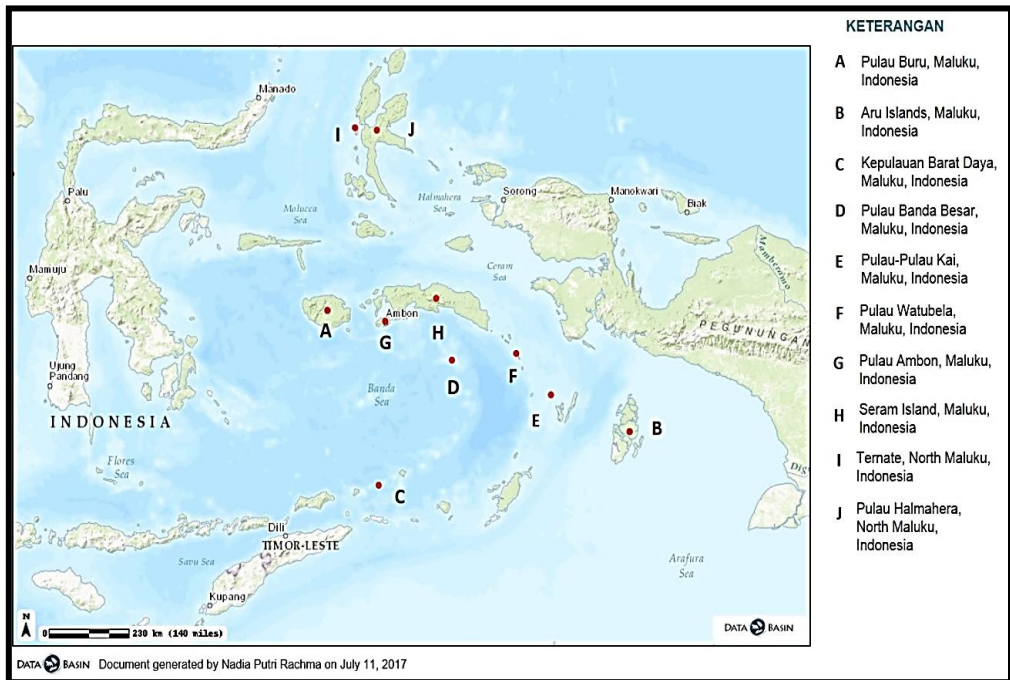 KETERANGAN
A Pulau Buru, Maluku,
Indonesia
B Aru Islands, Maluku,
Indonesia
C Kepulauan Barat Daya,
Maluku, Indonesia
D Pulau Banda Besar,
Maluku, Indonesia
E Pulau-Pulau Kai,
Maluku, Indonesia
F Pulau Watubela,
Maluku, Indonesia
G Pulau Ambon, Maluku,
Indonesia
H Seram Island, Maluku,
Indonesia
I Ternate, North Maluku,
Indonesia
J Pulau Halmahera,
North Maluku,
Indonesia
Manado
I
J
Palu
Molucca
Sea
Halmahera
Sea
Sorong
Manokwari
Biak
Mamuju
Ceram
Sea
Mamberamo
PEGUNUNGAN
A
Ambon
G
H
D
F
E
B
Ujung
Pandang
Banda
Sea
INDONESIA
Flores
Sea
C
Dili
TIMOR-LESTE
Savu Sea
Kupang
Arafura
Sea
Dig
N
0 230 km (140 miles)
DATA BASIN
DATA BASIN Document generated by Nadia Putri Rachma on July 11, 2017